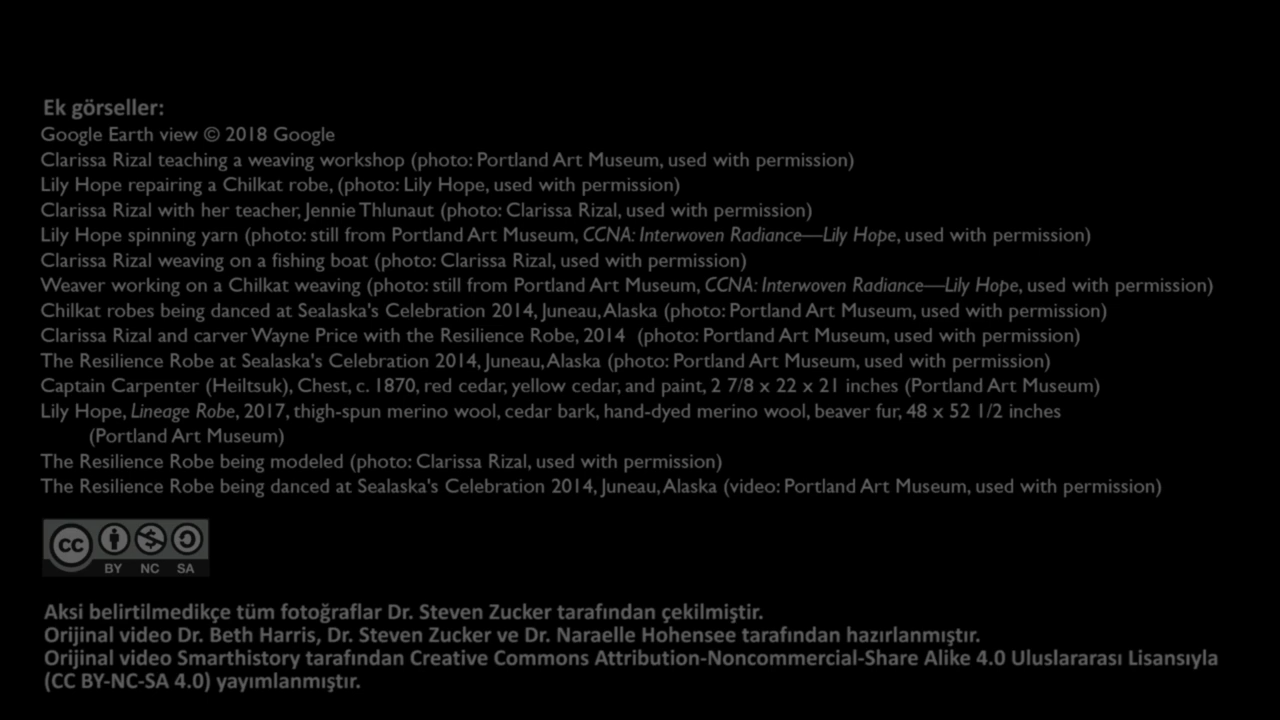 Ek görseller:
Google Earth view © 2018 Google
Clarissa Rizal teaching a weaving workshop (photo: Portland Art Museum, used with permission)
Lily Hope repairing a Chilkat robe, (photo: Lily Hope, used with permission)
Clarissa Rizal with her teacher, Jennie Thlunaut (photo: Clarissa Rizal, used with permission)
Lily Hope spinning yarn (photo: still from Portland Art Museum, CCNA: Interwoven Radiance—Lily Hope, used with permission)
Clarissa Rizal weaving on a fishing boat (photo: Clarissa Rizal, used with permission)
Weaver working on a Chilkat weaving (photo: still from Portland Art Museum, CCNA: Interwoven Radiance—Lily Hope, used with permission)
Chilkat robes being danced at Sealaska's Celebration 2014, Juneau, Alaska (photo: Portland Art Museum, used with permission)
Clarissa Rizal and carver Wayne Price with the Resilience Robe, 2014  (photo: Portland Art Museum, used with permission)
The Resilience Robe at Sealaska's Celebration 2014, Juneau, Alaska (photo: Portland Art Museum, used with permission)
Captain Carpenter (Heiltsuk), Chest, c. 1870, red cedar, yellow cedar, and paint, 2 7/8 x 22 x 21 inches (Portland Art Museum)
Lily Hope, Lineage Robe, 2017, thigh-spun merino wool, cedar bark, hand-dyed merino wool, beaver fur, 48 x 52 1/2 inches
(Portland Art Museum)
The Resilience Robe being modeled (photo: Clarissa Rizal, used with permission)
The Resilience Robe being danced at Sealaska's Celebration 2014, Juneau, Alaska (video: Portland Art Museum, used with permission)
cc BY NC SA
Aksi belirtilmedikçe tüm fotoğraflar Dr. Steven Zucker tarafından çekilmiştir.
Orijinal video Dr. Beth Harris, Dr. Steven Zucker ve Dr. Naraelle Hohensee tarafından hazırlanmıştır.
Orijinal video Smarthistory tarafından Creative Commons Attribution-Noncommercial-Share Alike 4.0 Uluslararası Lisansıyla
(CC BY-NC-SA 4.0) yayımlanmıştır.